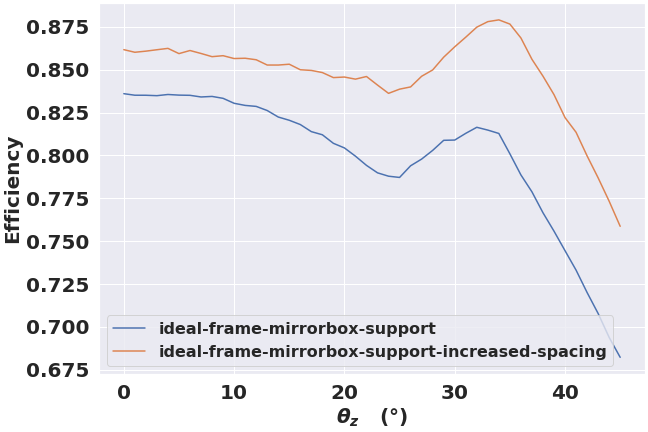 0.875
0.850
0.825
0.800
0.775
0.750
0.725
0.700
0.675
Efficiency
ideal-frame-mirrorbox-support
ideal-frame-mirrorbox-support-increased-spacing
0 10 20 30 40
θz (°)